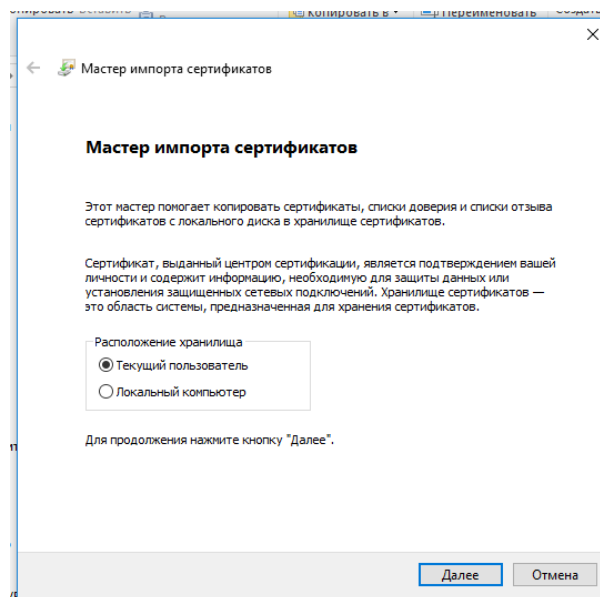 Копировать в
Переименовать
Мастер импорта сертификатов
Мастер импорта сертификатов
Этот мастер помогает копировать сертификаты, списки доверия и списки отзыва
сертификатов с локального диска в хранилище сертификатов.
Сертификат, выданный центром сертификации, является подтверждением вашей
личности и содержит информацию, необходимую для защиты данных или
установления защищенных сетевых подключений. Хранилище сертификатов —
это область системы, предназначенная для хранения сертификатов.
Расположение хранилища
Текущий пользователь
Локальный компьютер
Для продолжения нажмите кнопку "Далее".
Далее
Отмена